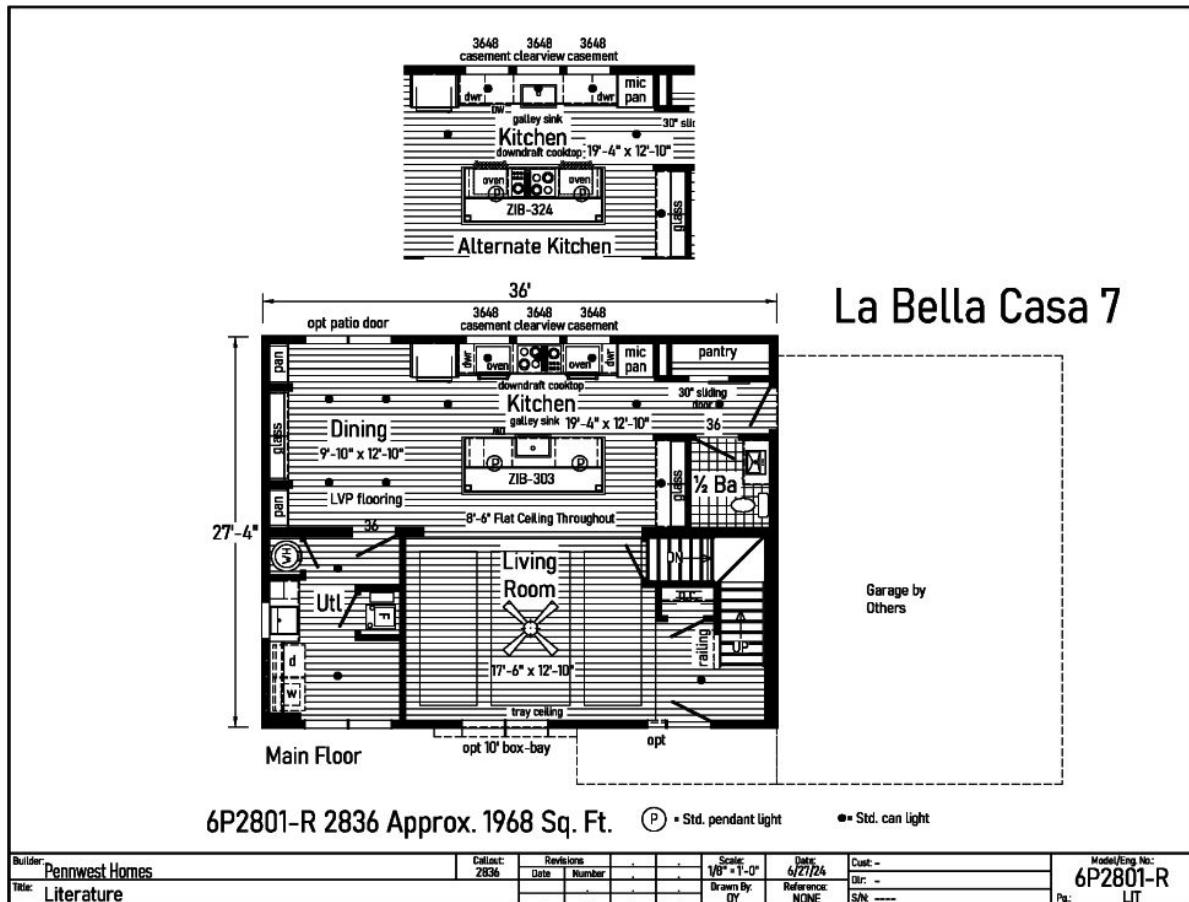 3648 3648 3648
casement clearview casement
mic
pan
dwr
dwr
DW
galley sink
30" slid
Kitchen
downdraft cooktop
19'-4" x 12'-10"
oven
oven
P
P
ZIB-324
glass
Alternate Kitchen
36'
La Bella Casa 7
3648 3648 3648
opt patio door
casement clearview casement
pan
dwr
oven
oven
dwr
mic
pan
pantry
downdraft cooktop
30" sliding
door
Kitchen
galley sink
19'-4" x 12'-10"
36
Dining
9'-10" x 12'-10"
glass
P
P
ZIB-303
glass
½ Ba
pan
LVP flooring
8'-6" Flat Ceiling Throughout
27'-4"
36
WH
Living
Room
DN
Utl
F
Garage by
Others
railing
UP
d
w
17'-6" x 12'-10"
tray ceiling
opt 10' box-bay
opt
Main Floor
6P2801-R 2836 Approx. 1968 Sq. Ft.
P = Std. pendant light
= Std. can light
Builder: Pennwest Homes
Callout: 2836
Revisions
Date Number
Scale: 1/8" = 1'-0"
Date: 6/27/24
Cust: -
Model/Eng. No.: 6P2801-R
Title: Literature
Drawn By: DY
Reference: NONE
Dlr: -
S/N: ----
Pg.: LIT